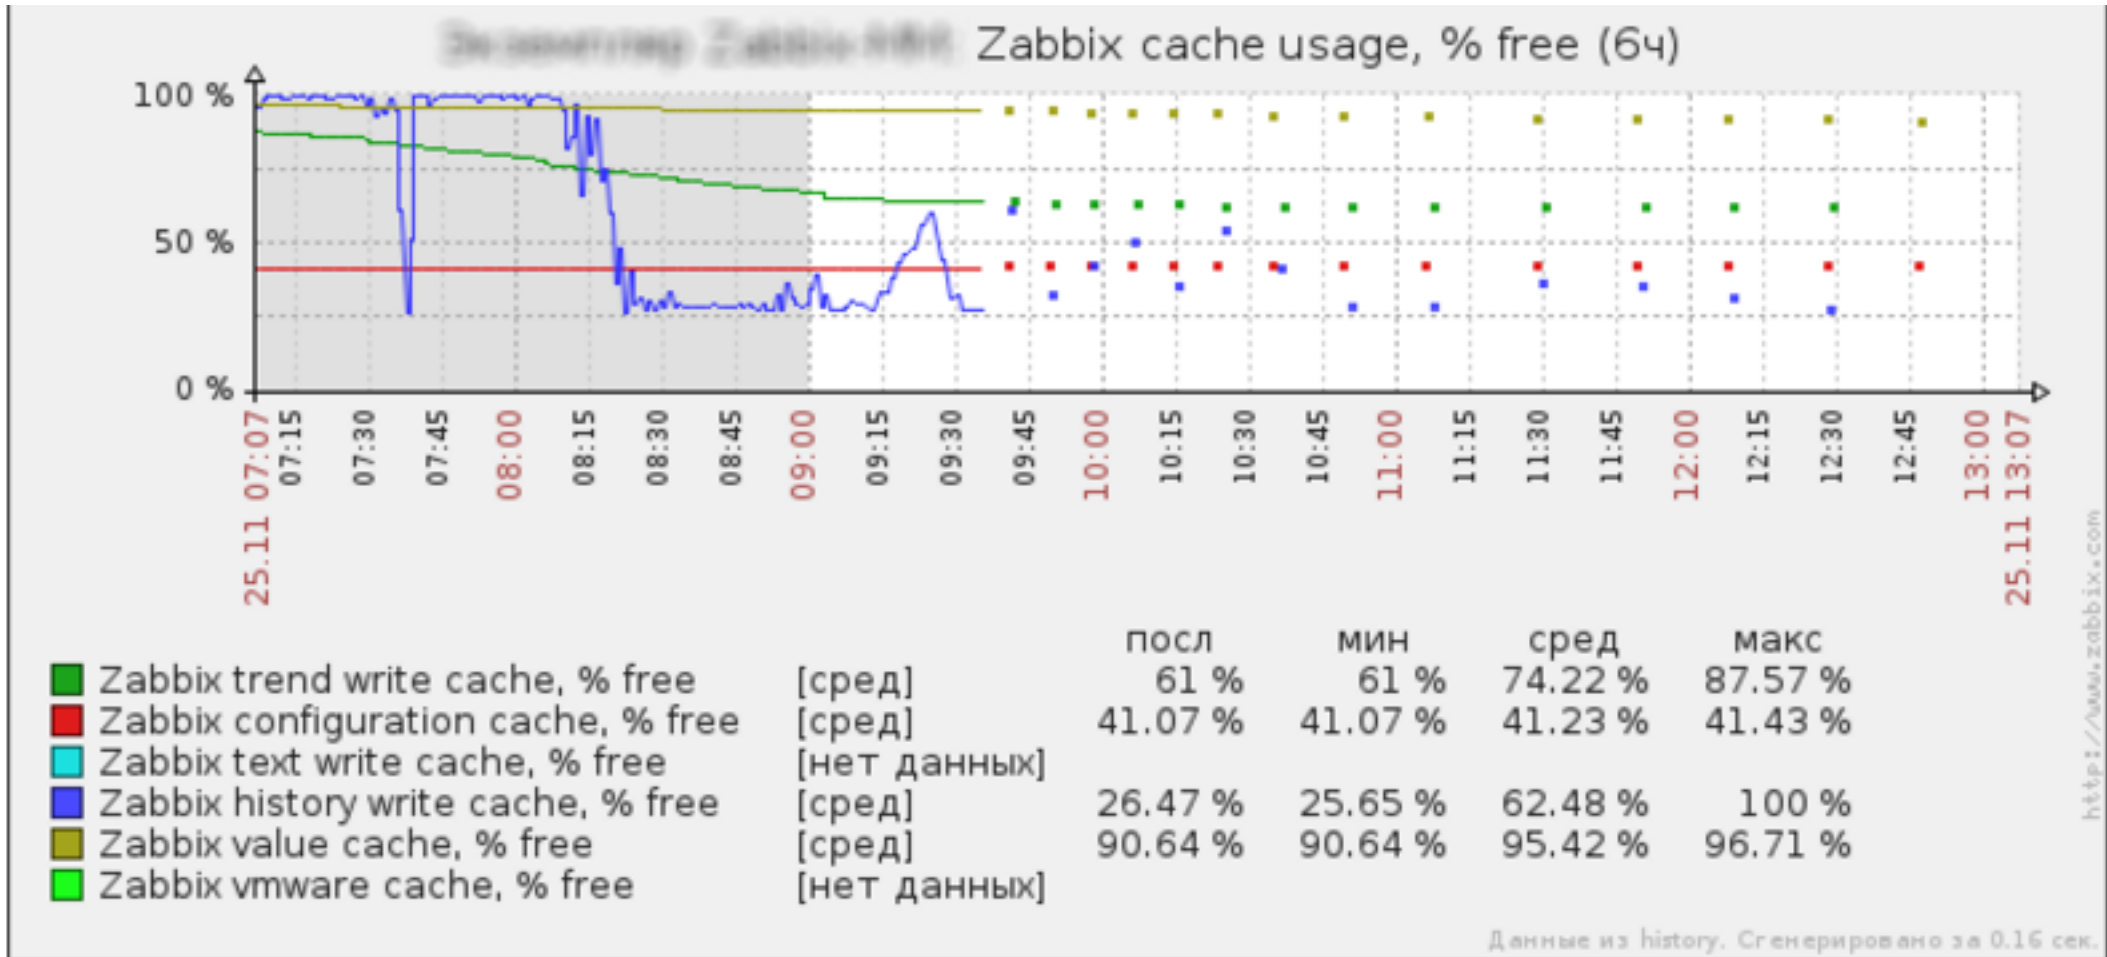 Zabbix cache usage, % free (6ч)
100 %
50 %
0 %
25.11 07:07
07:15
07:30
07:45
08:00
08:15
08:30
08:45
09:00
09:15
09:30
09:45
10:00
10:15
10:30
10:45
11:00
11:15
11:30
11:45
12:00
12:15
12:30
12:45
13:00
25.11 13:07
http://www.zabbix.com
посл мин сред макс
Zabbix trend write cache, % free [сред] 61 % 61 % 74.22 % 87.57 %
Zabbix configuration cache, % free [сред] 41.07 % 41.07 % 41.23 % 41.43 %
Zabbix text write cache, % free [нет данных]
Zabbix history write cache, % free [сред] 26.47 % 25.65 % 62.48 % 100 %
Zabbix value cache, % free [сред] 90.64 % 90.64 % 95.42 % 96.71 %
Zabbix vmware cache, % free [нет данных]
Данные из history. Сгенерировано за 0.16 сек.